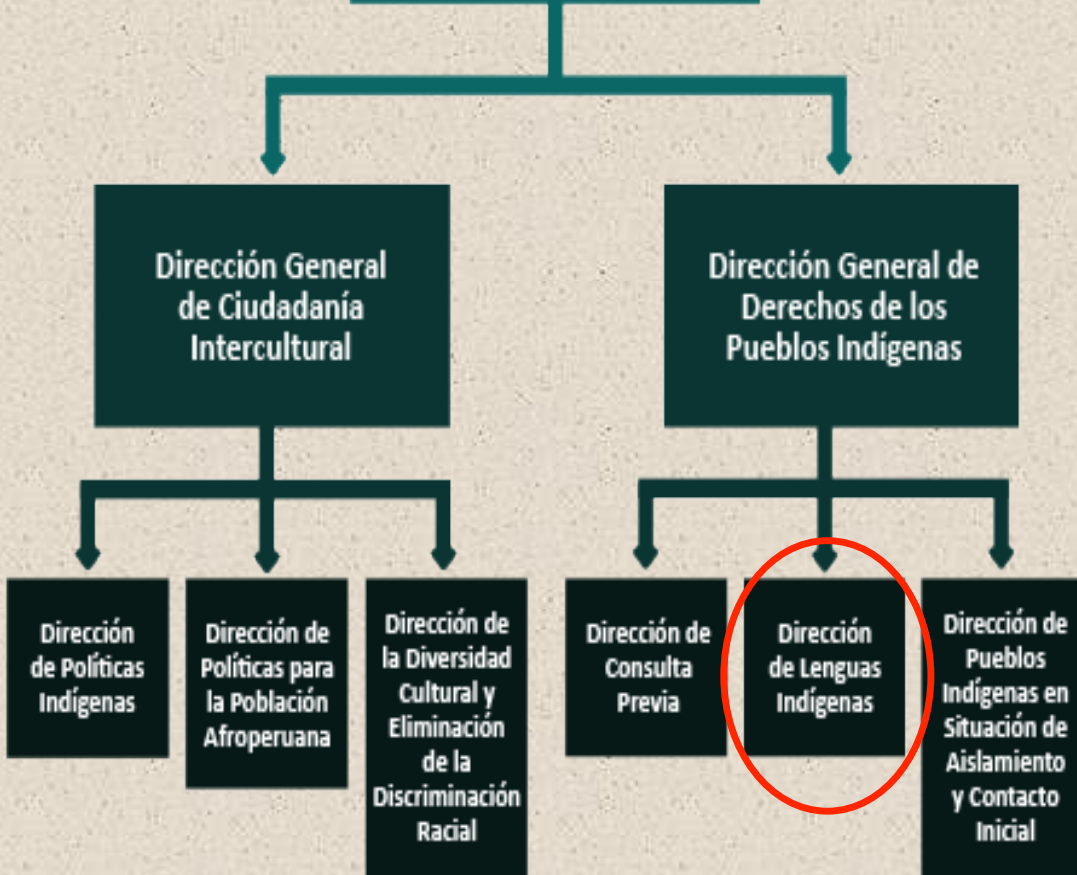 Dirección General
de Ciudadanía
Intercultural
Dirección General de
Derechos de los
Pueblos Indígenas
Dirección
de Políticas
Indígenas
Dirección de
Políticas para
la Población
Afroperuana
Dirección de
la Diversidad
Cultural y
Eliminación
de la
Discriminación
Racial
Dirección de
Consulta
Previa
Dirección
de Lenguas
Indígenas
Dirección de
Pueblos
Indígenas en
Situación de
Aislamiento
y Contacto
Inicial